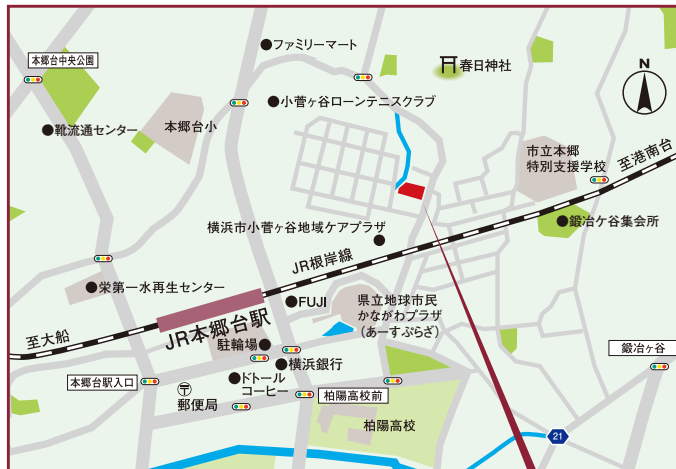 ファミリーマート
本郷台中央公園
春日神社
N
小菅ヶ谷ローンテニスクラブ
靴流通センター
本郷台小
市立本郷
特別支援学校
至港南台
鍛冶ケ谷集会所
横浜市小菅ヶ谷地域ケアプラザ
JR根岸線
栄第一水再生センター
FUJI
県立地球市民
かながわプラザ
(あーすぷらざ)
至大船
JR本郷台駅
駐輪場
鍛冶ヶ谷
横浜銀行
本郷台駅入口
ドトール
コーヒー
〒
郵便局
柏陽高校前
柏陽高校
21